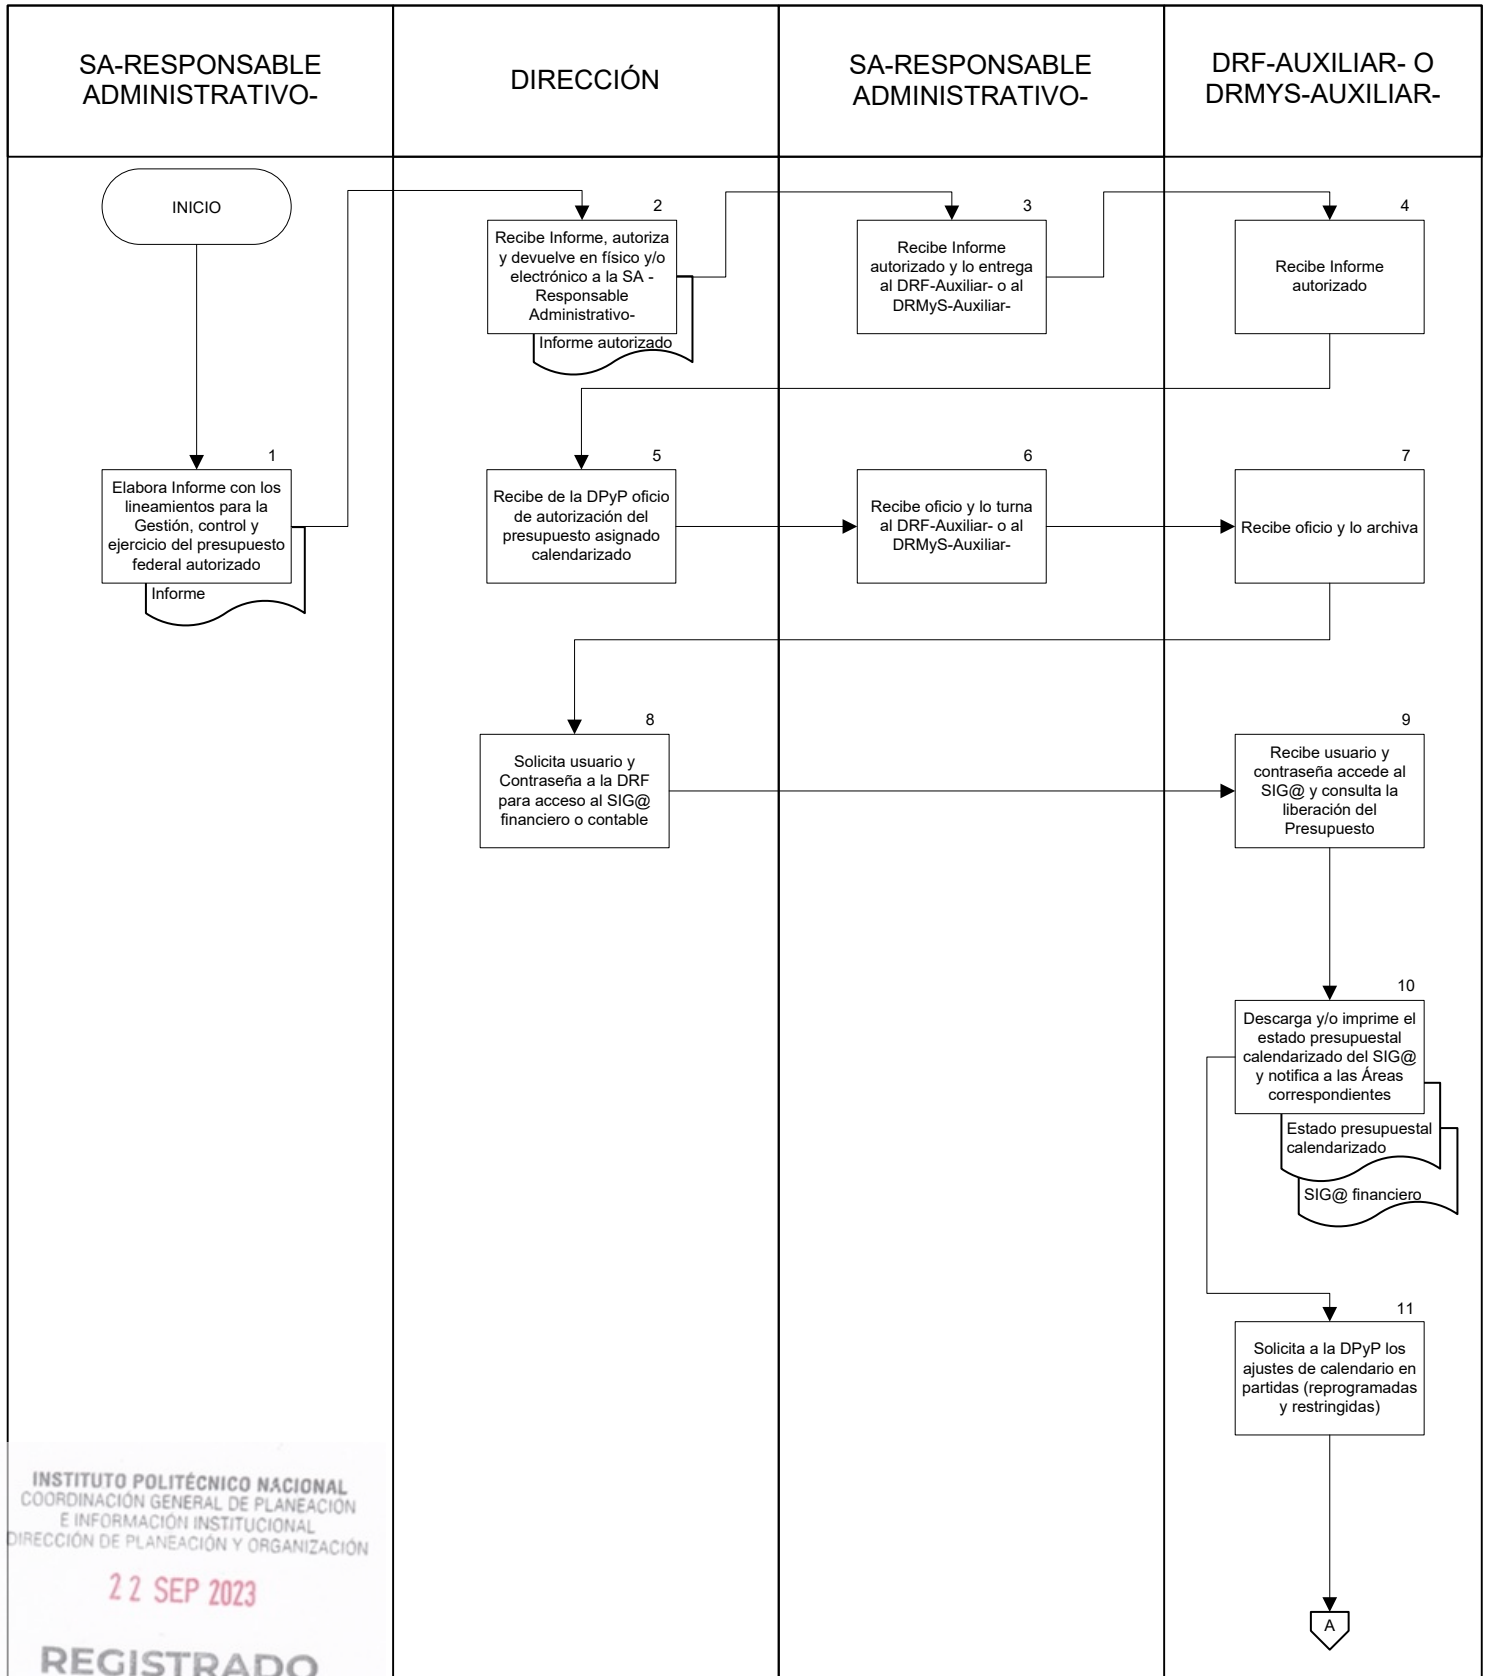 SA-RESPONSABLE
ADMINISTRATIVO-
DIRECCIÓN
SA-RESPONSABLE
ADMINISTRATIVO-
DRF-AUXILIAR- O
DRMYS-AUXILIAR-
INICIO
2
Recibe Informe, autoriza
y devuelve en físico y/o
electrónico a la SA -
Responsable
Administrativo-
Informe autorizado
3
Recibe Informe
autorizado y lo entrega
al DRF-Auxiliar- o al
DRMyS-Auxiliar-
4
Recibe Informe
autorizado
1
Elabora Informe con los
lineamientos para la
Gestión, control y
ejercicio del presupuesto
federal autorizado
Informe
5
Recibe de la DPyP oficio
de autorización del
presupuesto asignado
calendarizado
6
Recibe oficio y lo turna
al DRF-Auxiliar- o al
DRMyS-Auxiliar-
7
Recibe oficio y lo archiva
8
Solicita usuario y
Contraseña a la DRF
para acceso al SIG@
financiero o contable
9
Recibe usuario y
contraseña accede al
SIG@ y consulta la
liberación del
Presupuesto
10
Descarga y/o imprime el
estado presupuestal
calendarizado del SIG@
y notifica a las Áreas
correspondientes
Estado presupuestal
calendarizado
SIG@ financiero
11
Solicita a la DPyP los
ajustes de calendario en
partidas (reprogramadas
y restringidas)
A
INSTITUTO POLITÉCNICO NACIONAL
COORDINACIÓN GENERAL DE PLANEACIÓN
E INFORMACIÓN INSTITUCIONAL
DIRECCIÓN DE PLANEACIÓN Y ORGANIZACIÓN
22 SEP 2023
REGISTRADO